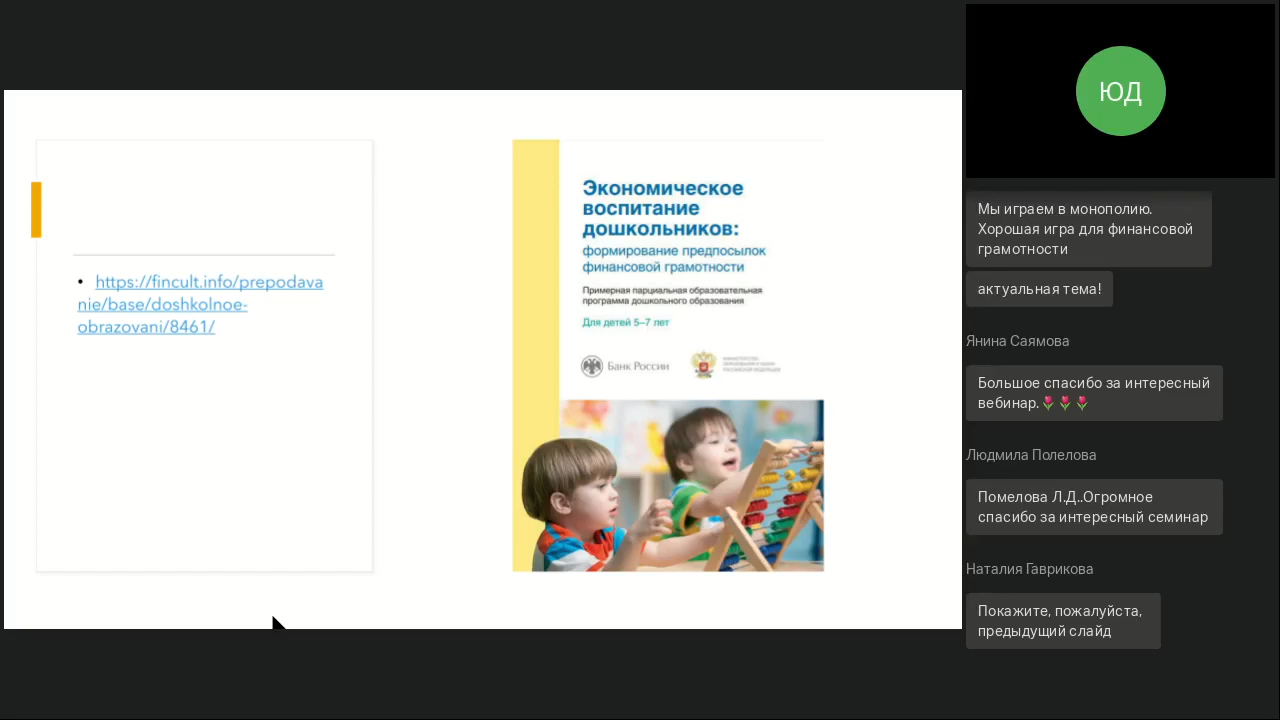 https://fincult.info/prepodava
nie/base/doshkolnoe-
obrazovani/8461/
Экономическое
воспитание
дошкольников:
формирование предпосылок
финансовой грамотности
Примерная парциальная образовательная
программа дошкольного образования
Для детей 5–7 лет
Банк России
ЮД
Мы играем в монополию.
Хорошая игра для финансовой
грамотности
актуальная тема!
Янина Саямова
Большое спасибо за интересный
вебинар.🌷🌷🌷
Людмила Полелова
Помелова Л.Д..Огромное
спасибо за интересный семинар
Наталия Гаврикова
Покажите, пожалуйста,
предыдущий слайд